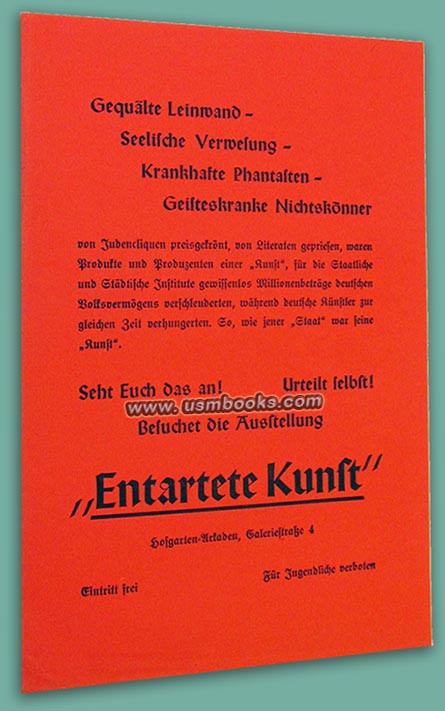 Gequälte Leinwand –
Seelische Verwesung –
Krankhafte Phantasten –
Geisteskranke Nichtskönner
von Judencliquen preisgekrönt, von Literaten gepriesen, waren
Produkte und Produzenten einer „Kunst“, für die Staatliche
und Städtische Institute gewissenlos Millionenbeträge deutschen
Volksvermögens verschleuderten, während deutsche Künstler zur
gleichen Zeit verhungerten. So, wie jener „Staat“ war seine
„Kunst“.
Seht Euch das an! Urteilt selbst!
www.usmbooks.com
Besuchet die Ausstellung
„Entartete Kunst“
Hofgarten-Arkaden, Galeriestraße 4
Eintritt frei Für Jugendliche verboten